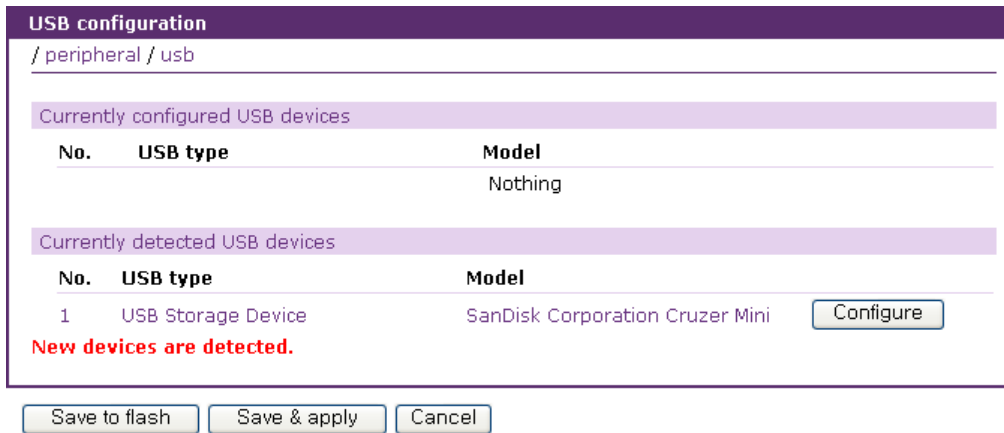 USB configuration
/ peripheral / usb
Currently configured USB devices
No. USB type Model
Nothing
Currently detected USB devices
No. USB type Model
1 USB Storage Device SanDisk Corporation Cruzer Mini Configure
New devices are detected.
Save to flash Save & apply Cancel